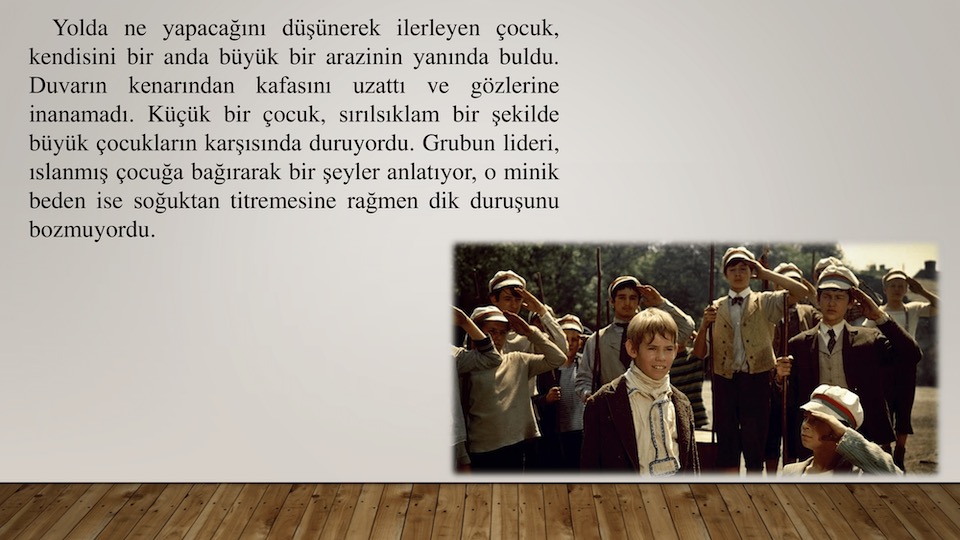 Yolda ne yapacağını düşünerek ilerleyen çocuk,
kendisini bir anda büyük bir arazinin yanında buldu.
Duvarın kenarından kafasını uzattı ve gözlerine
inanamadı. Küçük bir çocuk, sırılsıklam bir şekilde
büyük çocukların karşısında duruyordu. Grubun lideri,
ıslanmış çocuğa bağırarak bir şeyler anlatıyor, o minik
beden ise soğuktan titremesine rağmen dik duruşunu
bozmuyordu.